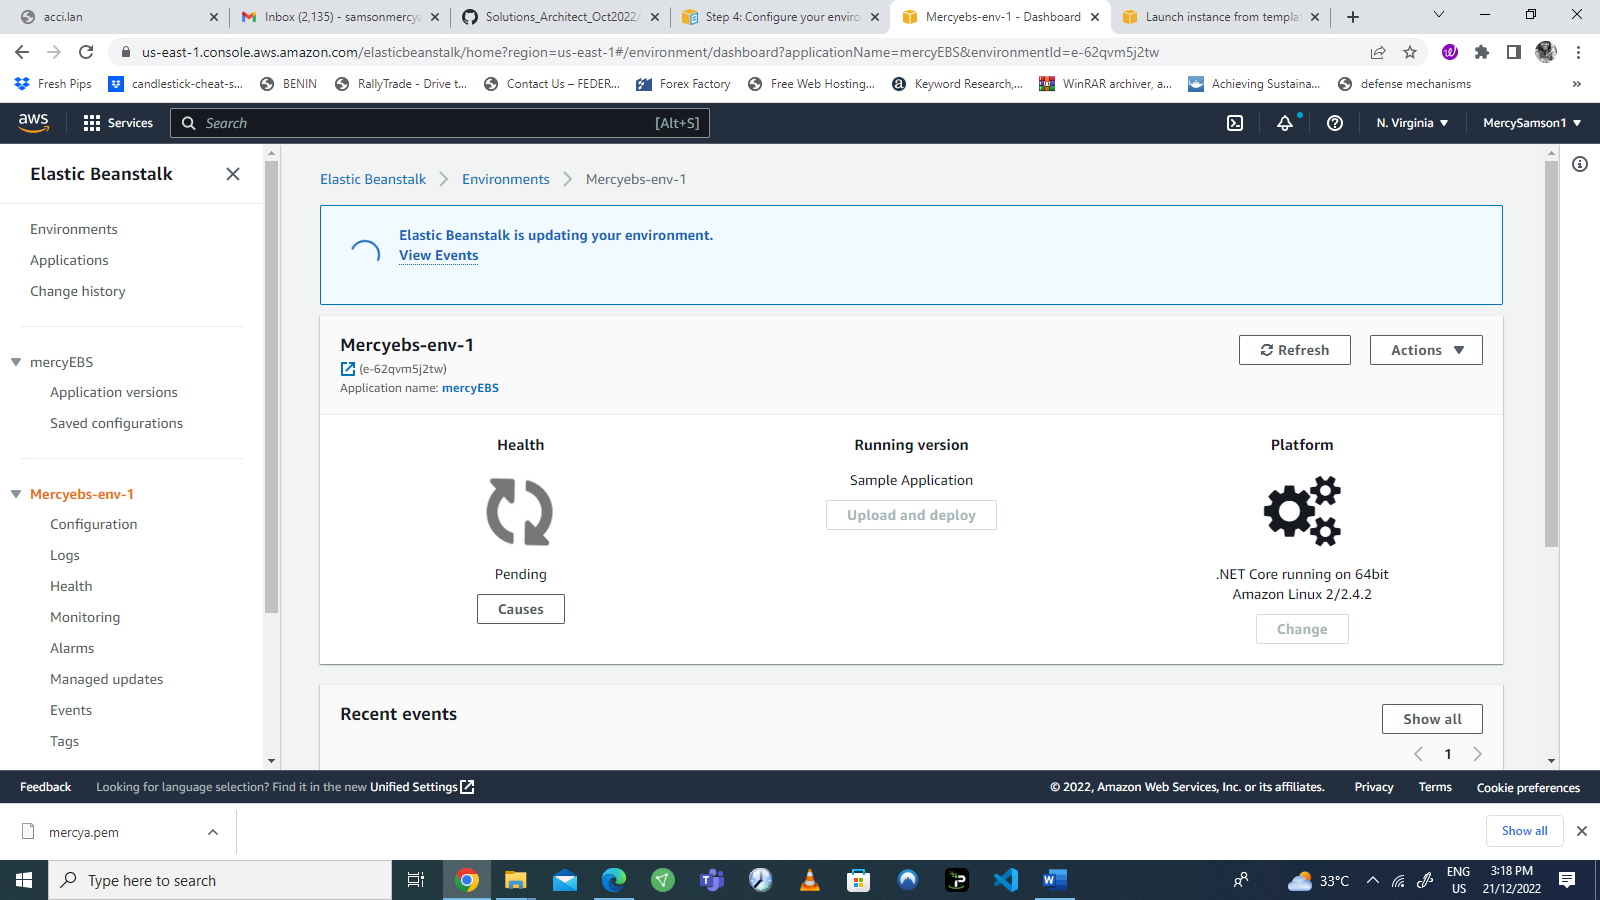 acci.lan
Inbox (2,135) - samsonmercya
Solutions_Architect_Oct2022/
Step 4: Configure your enviro
Mercyebs-env-1 - Dashboard
Launch instance from templa
us-east-1.console.aws.amazon.com/elasticbeanstalk/home?region=us-east-1#/environment/dashboard?applicationName=mercyEBS&environmentId=e-62qvm5j2tw
Fresh Pips
candlestick-cheat-s...
BENIN
RallyTrade - Drive t...
Contact Us – FEDER...
Forex Factory
Free Web Hosting...
Keyword Research,...
WinRAR archiver, a...
Achieving Sustaina...
defense mechanisms
»
aws
Services
Search
[Alt+S]
N. Virginia
MercySamson1
Elastic Beanstalk
Environments
Applications
Change history
mercyEBS
Application versions
Saved configurations
Mercyebs-env-1
Configuration
Logs
Health
Monitoring
Alarms
Managed updates
Events
Tags
Elastic Beanstalk
Environments
Mercyebs-env-1
Elastic Beanstalk is updating your environment.
View Events
Mercyebs-env-1
(e-62qvm5j2tw)
Application name: mercyEBS
Refresh
Actions
Health
Pending
Causes
Running version
Sample Application
Upload and deploy
Platform
.NET Core running on 64bit
Amazon Linux 2/2.4.2
Change
Recent events
Show all
1
Feedback
Looking for language selection? Find it in the new Unified Settings
© 2022, Amazon Web Services, Inc. or its affiliates.
Privacy
Terms
Cookie preferences
mercya.pem
Show all
Type here to search
33°C
ENG
US
3:18 PM
21/12/2022